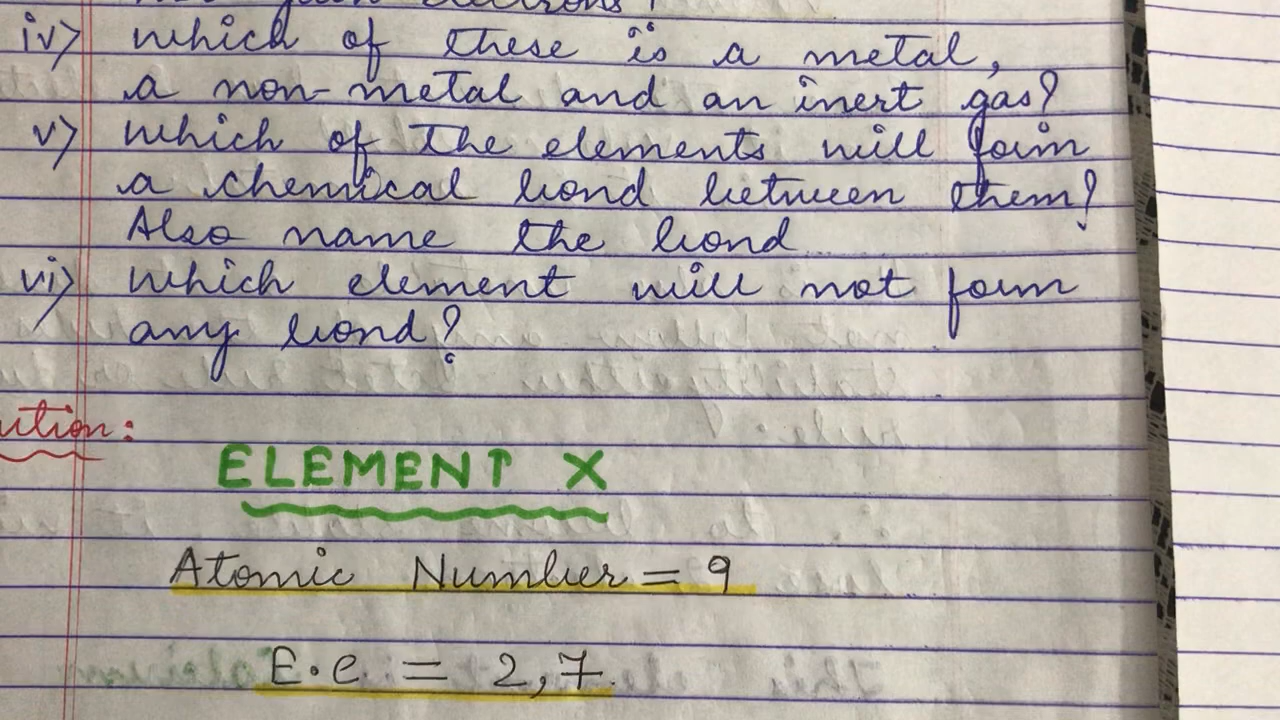 iv) which of these is a metal,
a non-metal and an inert gas?
v) which of the elements will form
a chemical bond between them?
Also name the bond
vi) which element will not form
any bond?
ution:
ELEMENT X
Atomic Number = 9
E.c = 2,7.